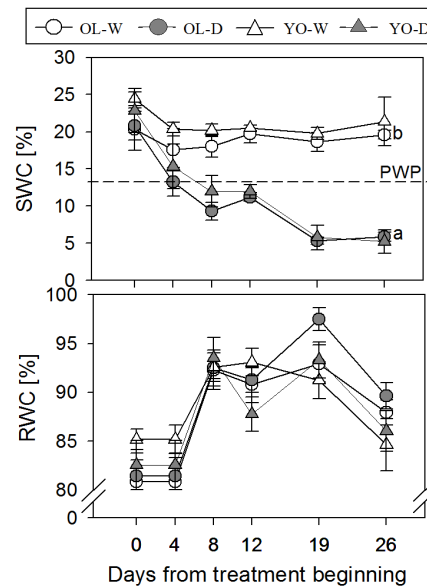 OL-W OL-D YO-W YO-D
SWC [%]
30
25
20
15
10
5
0
b
PWP
a
RWC [%]
100
95
90
85
80
0
0 4 8 12 19 26
Days from treatment beginning